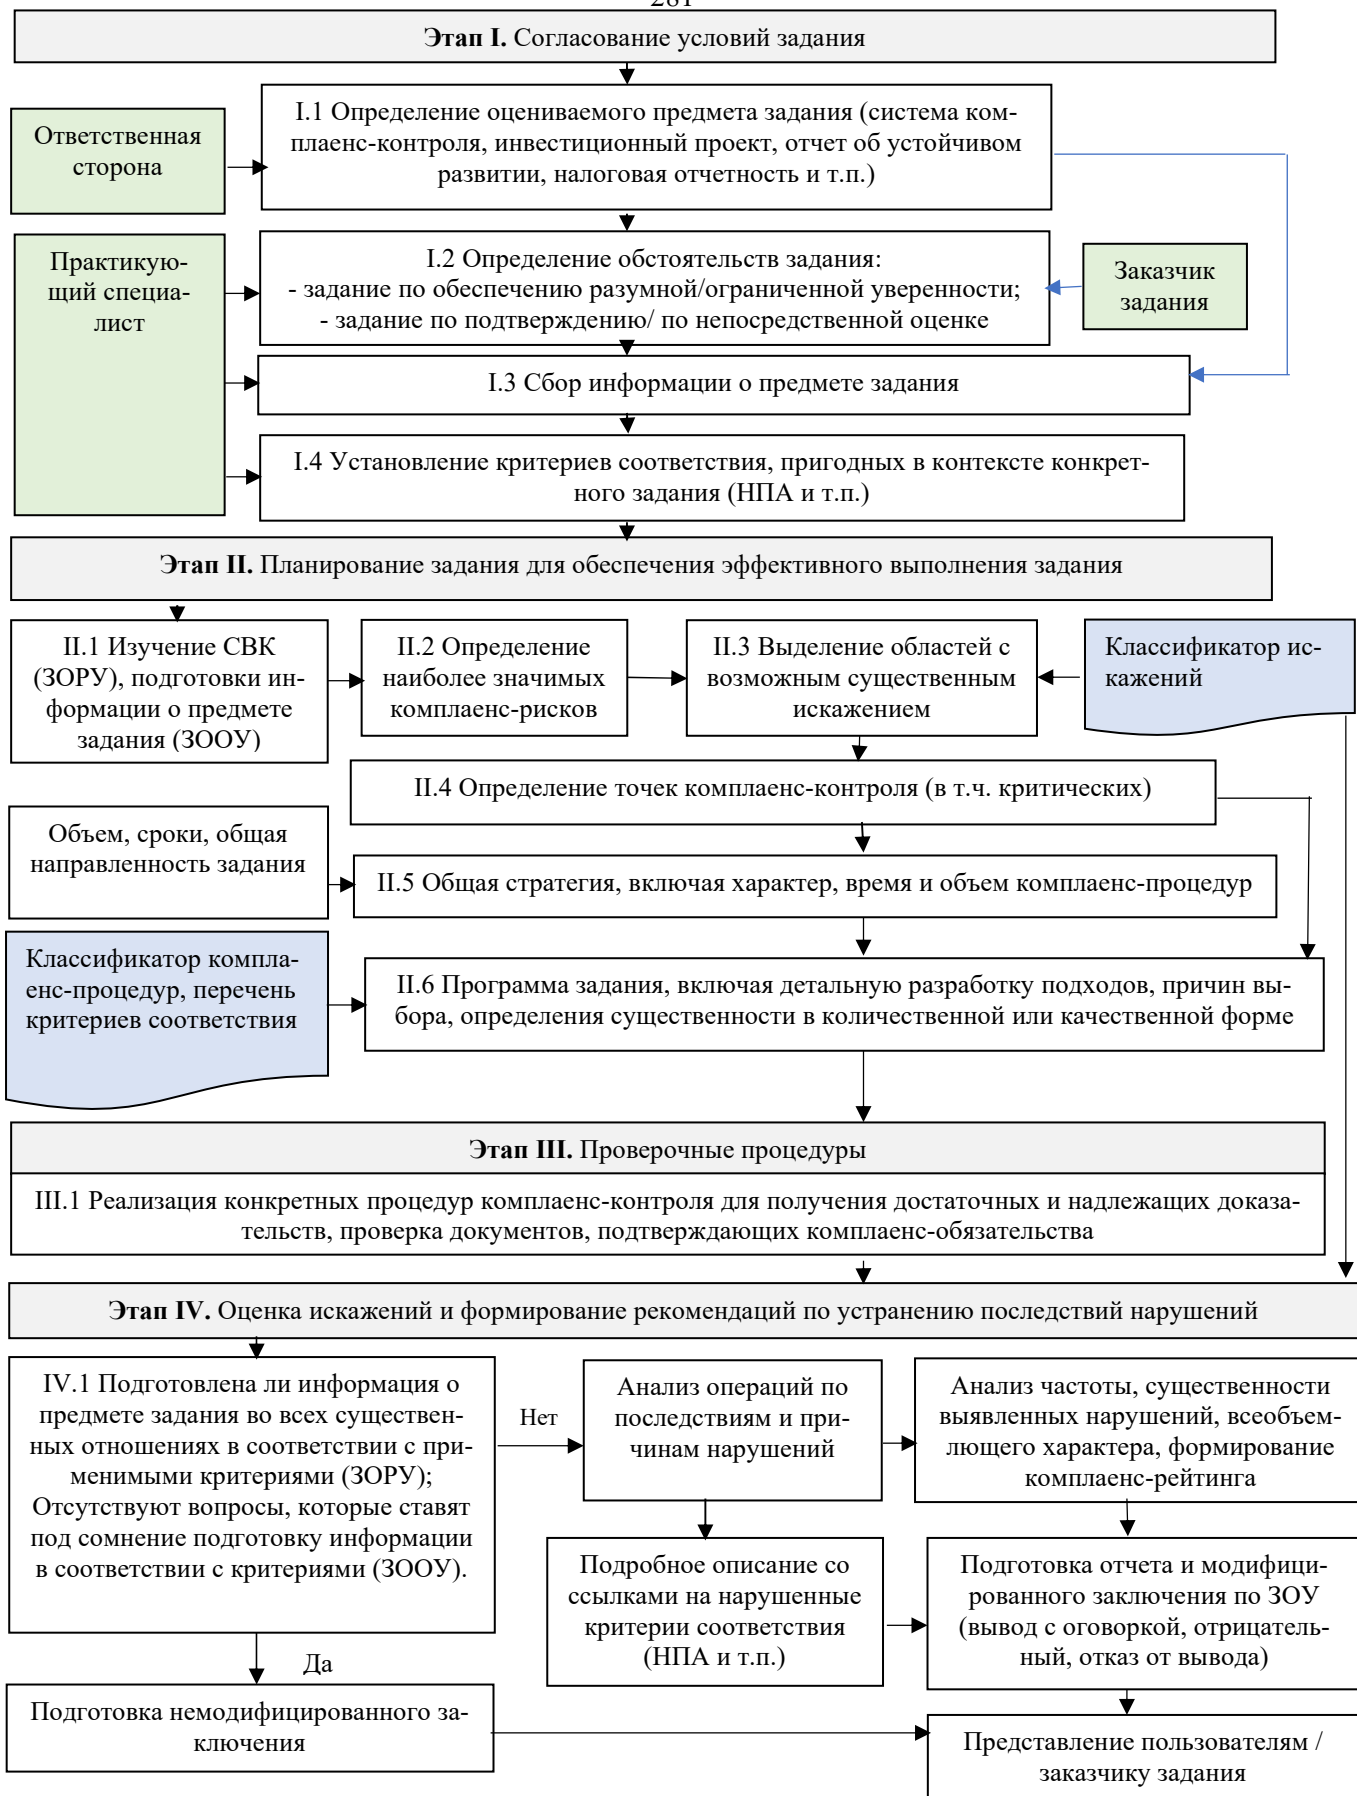 281
Этап I. Согласование условий задания
Ответственная
сторона
I.1 Определение оцениваемого предмета задания (система ком-
плаенс-контроля, инвестиционный проект, отчет об устойчивом
развитии, налоговая отчетность и т.п.)
Практикую-
щий специа-
лист
I.2 Определение обстоятельств задания:
- задание по обеспечению разумной/ограниченной уверенности;
- задание по подтверждению/ по непосредственной оценке
Заказчик
задания
I.3 Сбор информации о предмете задания
I.4 Установление критериев соответствия, пригодных в контексте конкрет-
ного задания (НПА и т.п.)
Этап II. Планирование задания для обеспечения эффективного выполнения задания
II.1 Изучение СВК
(ЗОРУ), подготовки ин-
формации о предмете
задания (ЗООУ)
II.2 Определение
наиболее значимых
комплаенс-рисков
II.3 Выделение областей с
возможным существенным
искажением
Классификатор ис-
кажений
II.4 Определение точек комплаенс-контроля (в т.ч. критических)
Объем, сроки, общая
направленность задания
II.5 Общая стратегия, включая характер, время и объем комплаенс-процедур
Классификатор компла-
енс-процедур, перечень
критериев соответствия
II.6 Программа задания, включая детальную разработку подходов, причин вы-
бора, определения существенности в количественной или качественной форме
Этап III. Проверочные процедуры
III.1 Реализация конкретных процедур комплаенс-контроля для получения достаточных и надлежащих доказа-
тельств, проверка документов, подтверждающих комплаенс-обязательства
Этап IV. Оценка искажений и формирование рекомендаций по устранению последствий нарушений
IV.1 Подготовлена ли информация о
предмете задания во всех существен-
ных отношениях в соответствии с при-
менимыми критериями (ЗОРУ);
Отсутствуют вопросы, которые ставят
под сомнение подготовку информации
в соответствии с критериями (ЗООУ).
Нет
Анализ операций по
последствиям и при-
чинам нарушений
Анализ частоты, существенности
выявленных нарушений, всеобъем-
лющего характера, формирование
комплаенс-рейтинга
Подробное описание со
ссылками на нарушенные
критерии соответствия
(НПА и т.п.)
Подготовка отчета и модифици-
рованного заключения по ЗОУ
(вывод с оговоркой, отрицатель-
ный, отказ от вывода)
Да
Подготовка немодифицированного за-
ключения
Представление пользователям /
заказчику задания